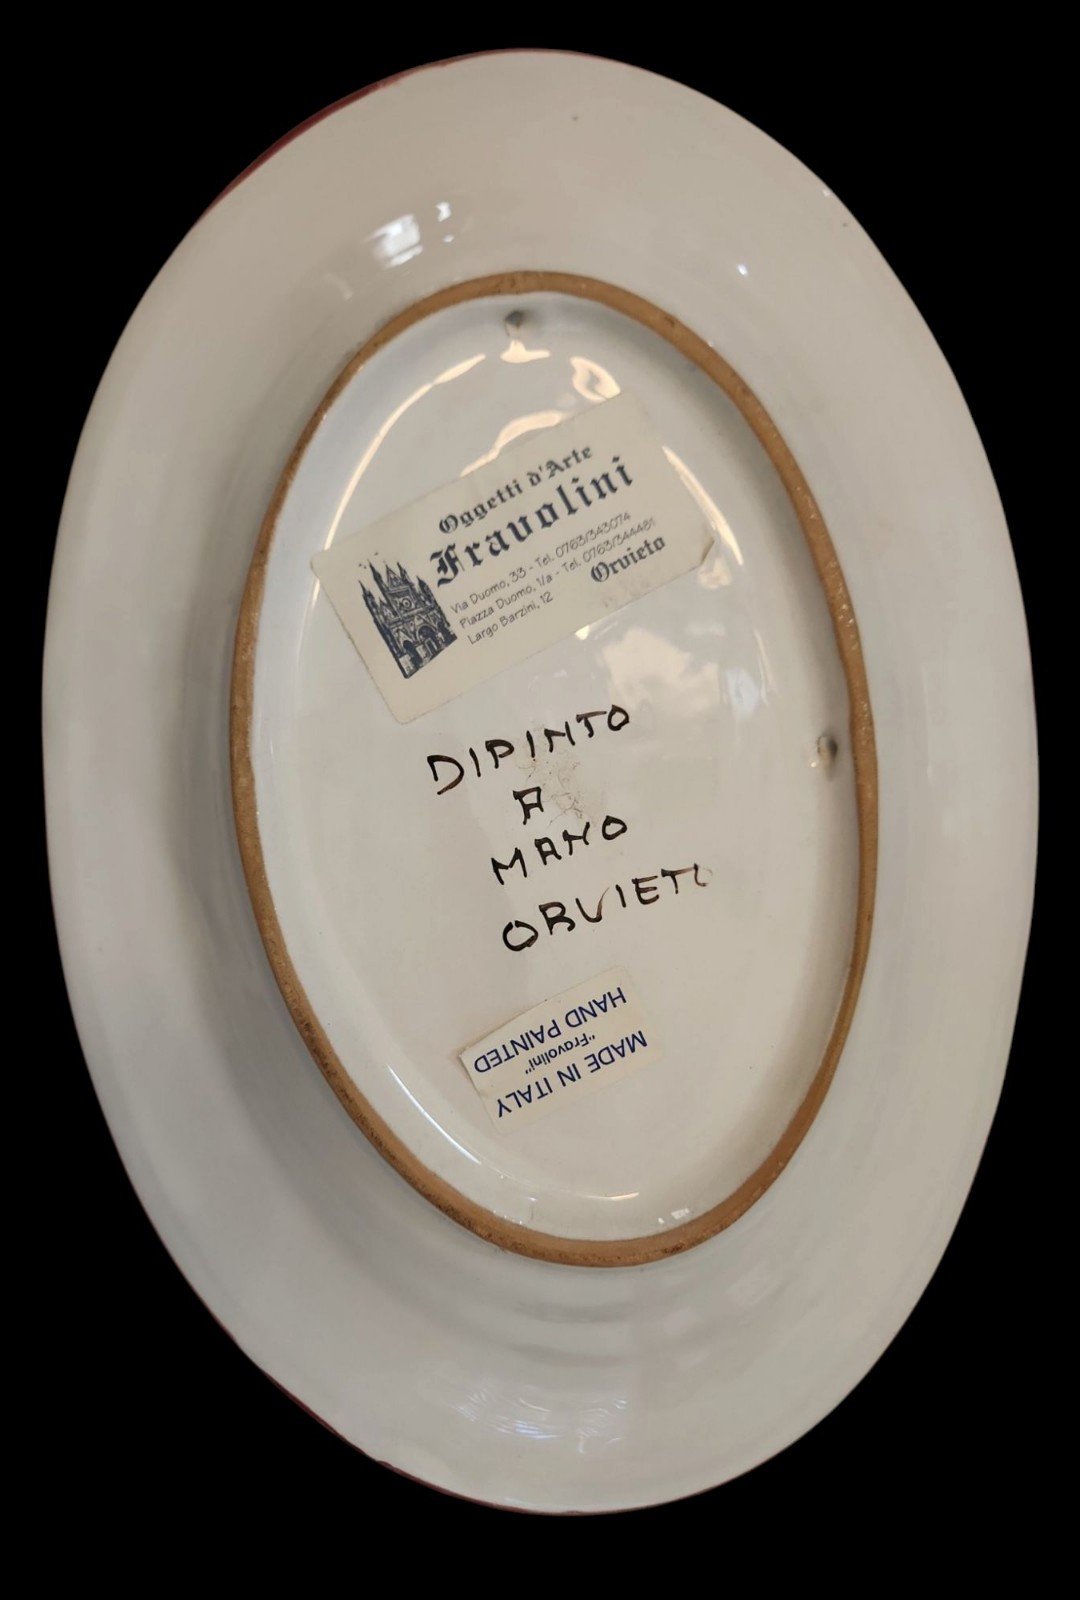 Oggetti d'Arte
Fravolini
Via Duomo, 33 - Tel. 0763/343074
Piazza Duomo, 1/a - Tel. 0763/344481
Largo Barzini, 12
Orvieto
DIPINTO
A
MANO
ORVIETO
MADE IN ITALY
"Fravolini"
HAND PAINTED